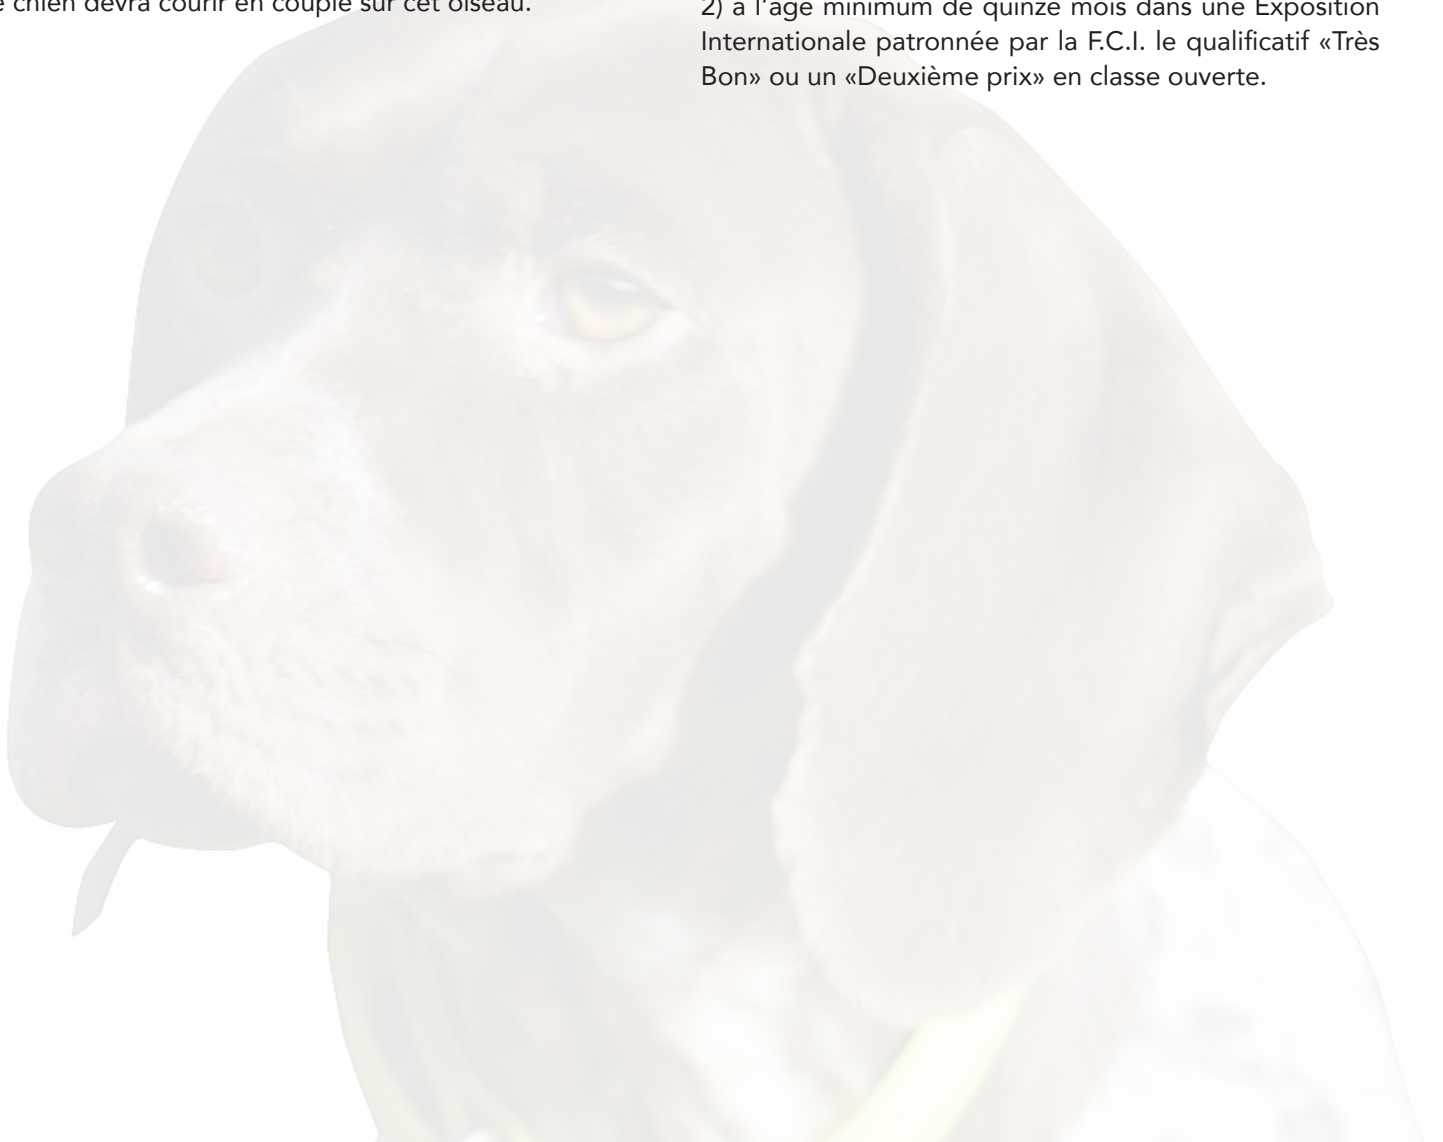 chien devra courir en couple sur cet oiseau.
2) à l'âge minimum de quinze mois dans une Exposition
Internationale patronnée par la F.C.I. le qualificatif «Très
Bon» ou un «Deuxième prix» en classe ouverte.